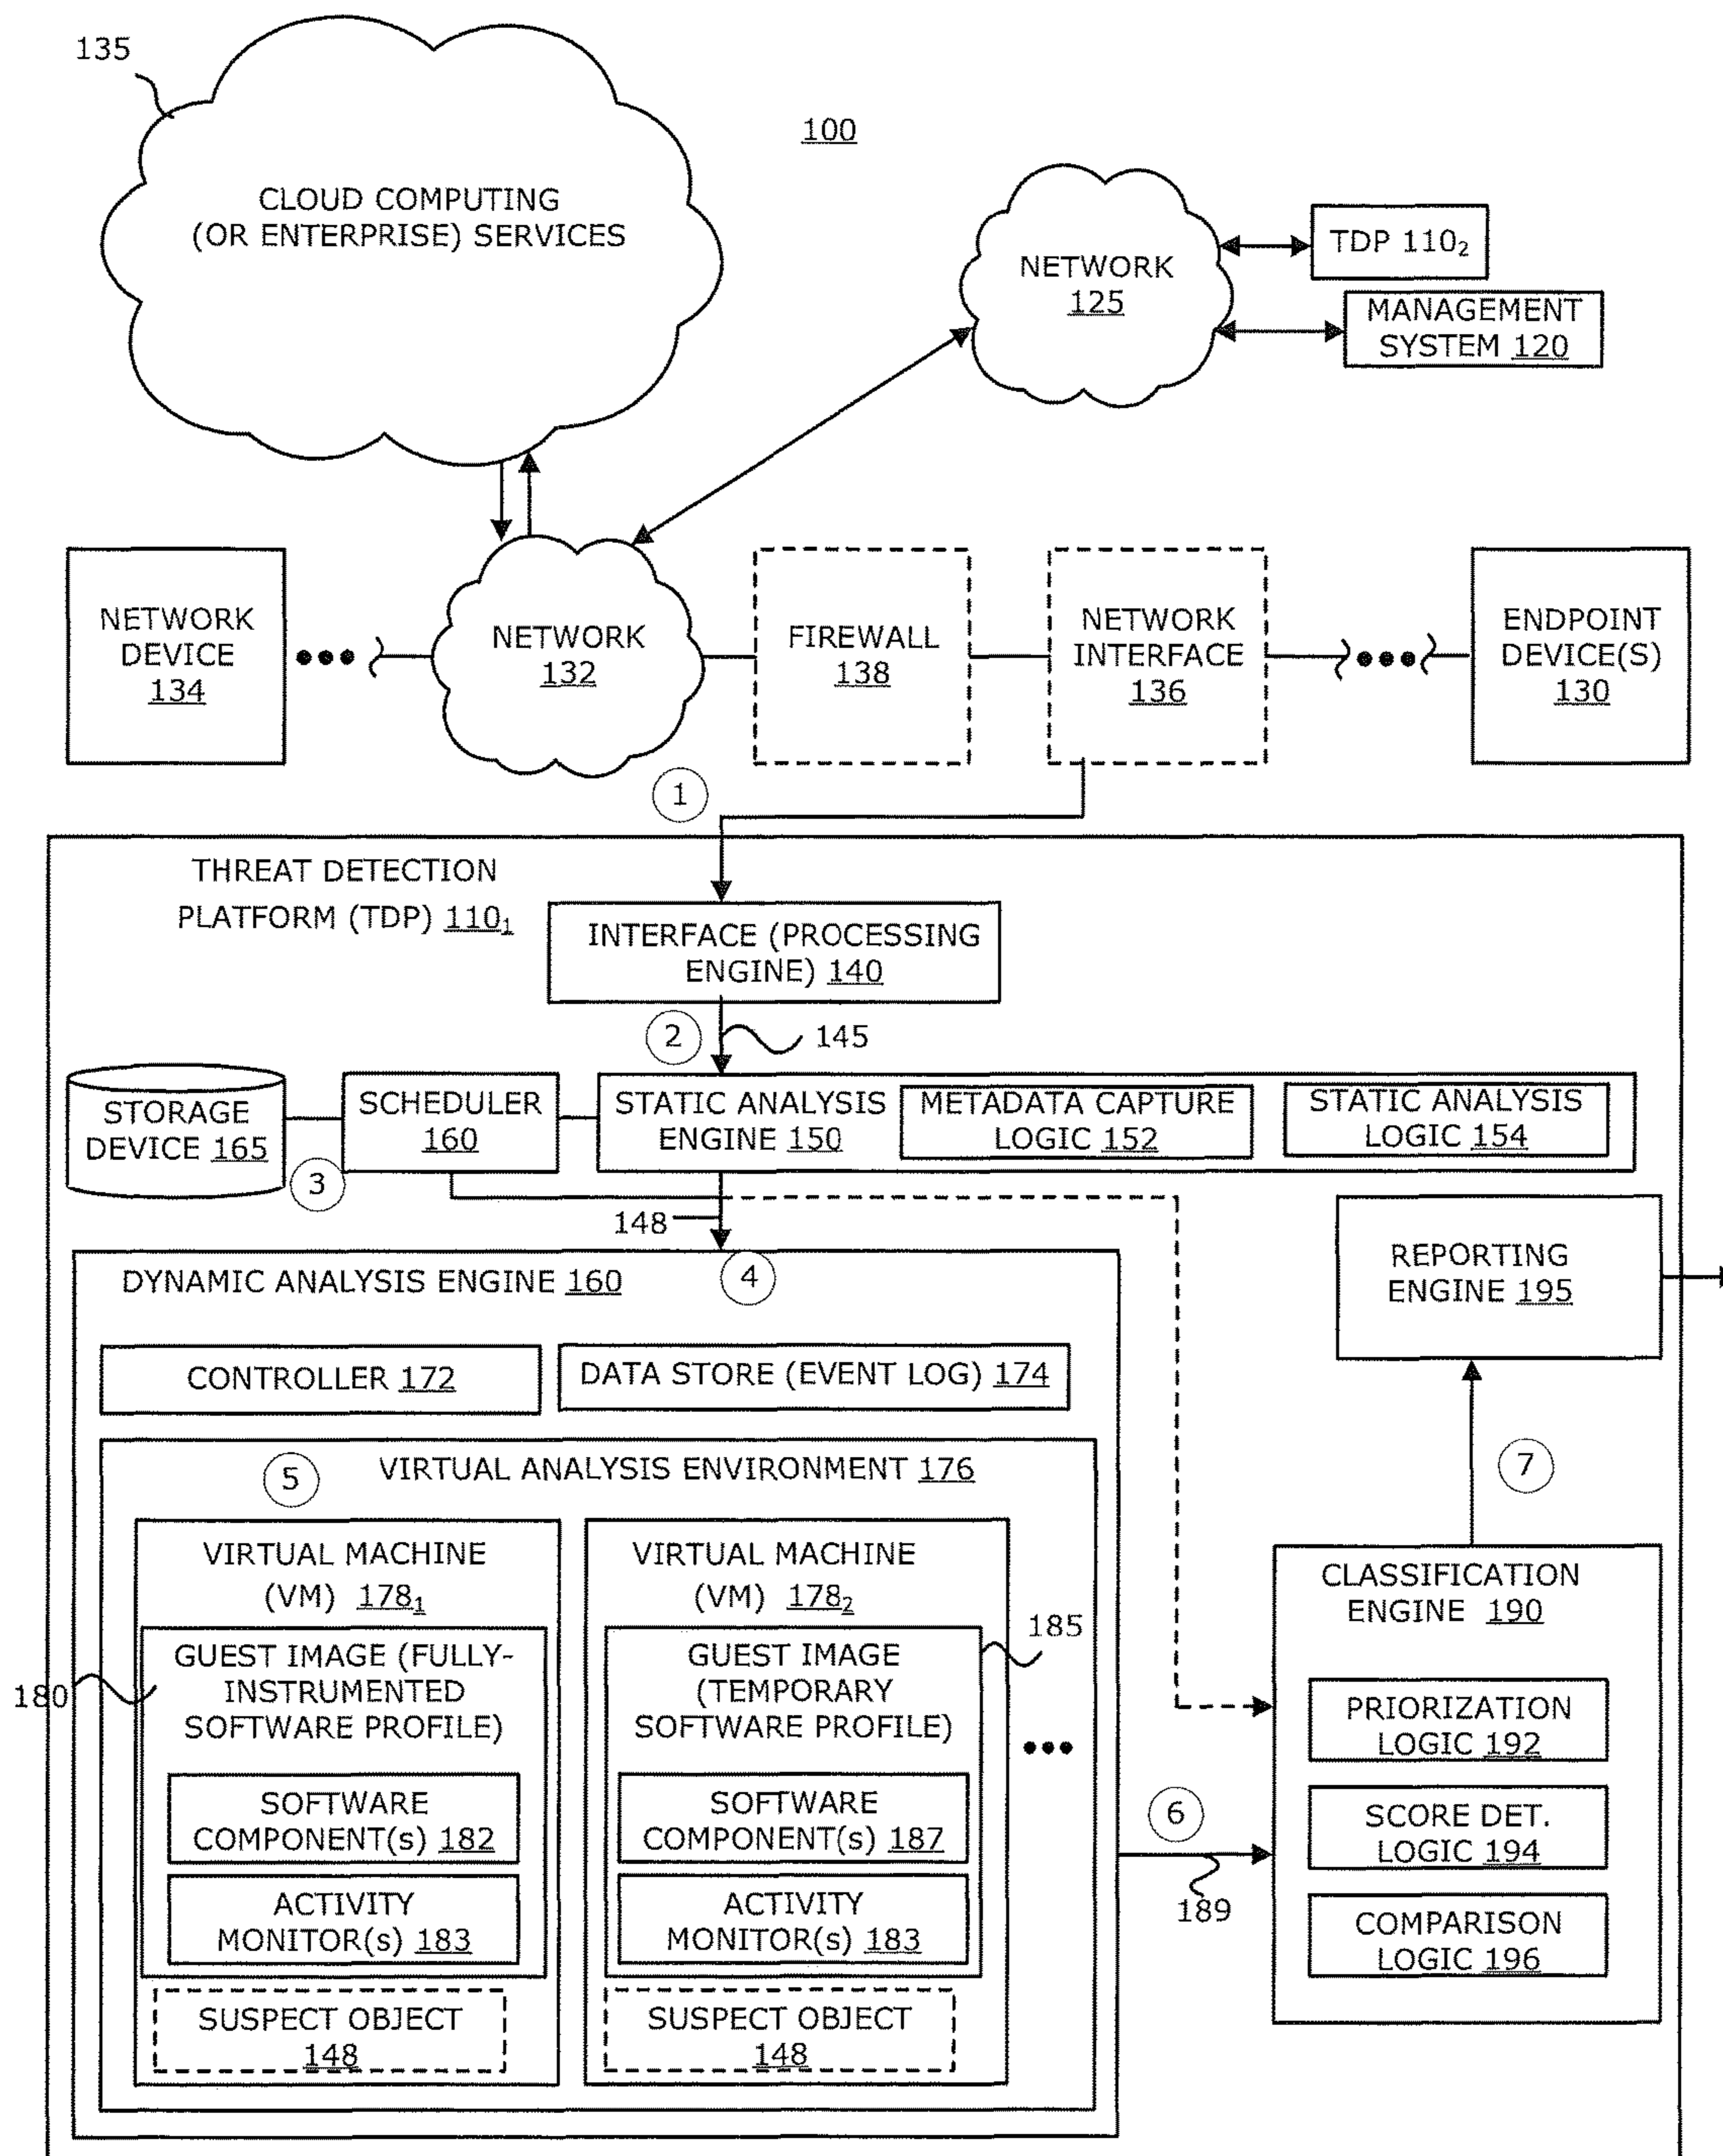 135
100
CLOUD COMPUTING
(OR ENTERPRISE) SERVICES
NETWORK
125
TDP 110₂
MANAGEMENT
SYSTEM 120
NETWORK
DEVICE
134
NETWORK
132
FIREWALL
138
NETWORK
INTERFACE
136
ENDPOINT
DEVICE(S)
130
1
THREAT DETECTION
PLATFORM (TDP) 110₁
INTERFACE (PROCESSING
ENGINE) 140
2
145
STORAGE
DEVICE 165
SCHEDULER
160
STATIC ANALYSIS
ENGINE 150
METADATA CAPTURE
LOGIC 152
STATIC ANALYSIS
LOGIC 154
3
148
4
DYNAMIC ANALYSIS ENGINE 160
REPORTING
ENGINE 195
CONTROLLER 172
DATA STORE (EVENT LOG) 174
5
VIRTUAL ANALYSIS ENVIRONMENT 176
7
VIRTUAL MACHINE
(VM) 178₁
GUEST IMAGE (FULLY-
INSTRUMENTED
SOFTWARE PROFILE)
180
SOFTWARE
COMPONENT(s) 182
ACTIVITY
MONITOR(s) 183
SUSPECT OBJECT
148
VIRTUAL MACHINE
(VM) 178₂
185
GUEST IMAGE
(TEMPORARY
SOFTWARE PROFILE)
SOFTWARE
COMPONENT(s) 187
ACTIVITY
MONITOR(s) 183
SUSPECT OBJECT
148
6
189
CLASSIFICATION
ENGINE 190
PRIORIZATION
LOGIC 192
SCORE DET.
LOGIC 194
COMPARISON
LOGIC 196